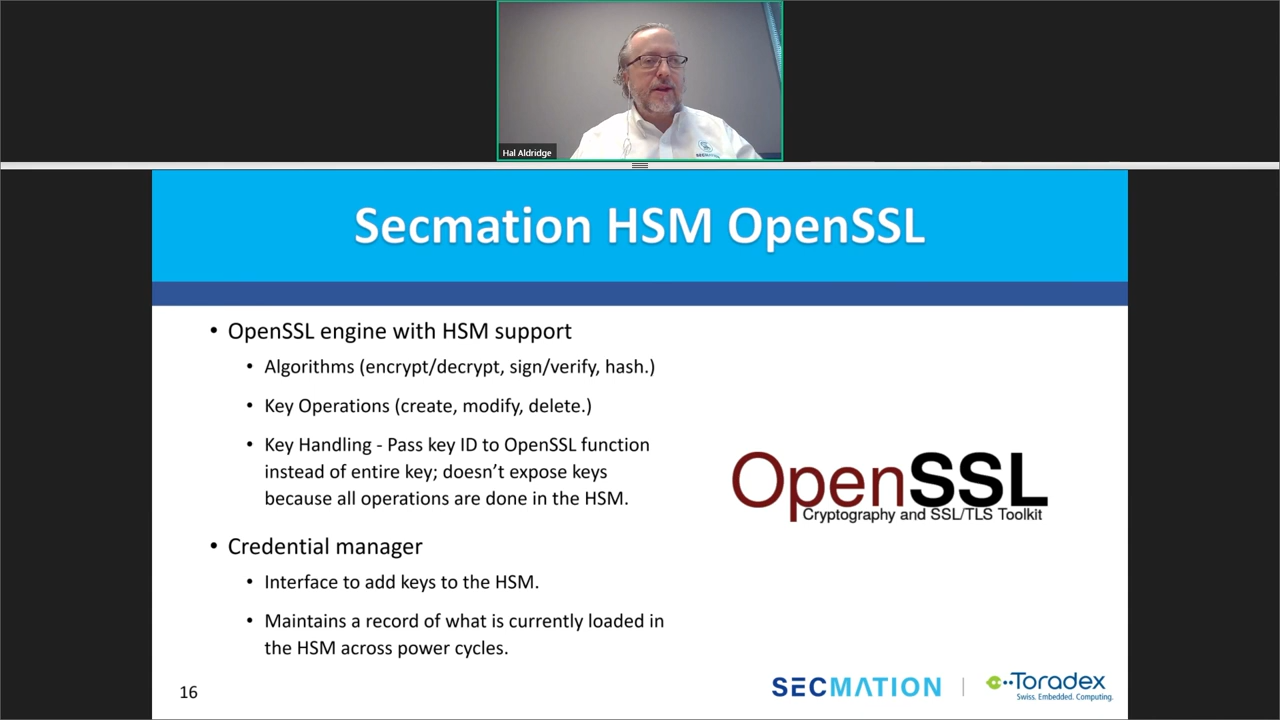 SECMATION
Hal Aldridge
Secmation HSM OpenSSL
• OpenSSL engine with HSM support
• Algorithms (encrypt/decrypt, sign/verify, hash.)
• Key Operations (create, modify, delete.)
• Key Handling - Pass key ID to OpenSSL function
instead of entire key; doesn’t expose keys
because all operations are done in the HSM.
• Credential manager
• Interface to add keys to the HSM.
• Maintains a record of what is currently loaded in
the HSM across power cycles.
OpenSSL
Cryptography and SSL/TLS Toolkit
16
SECMATION
Toradex
Swiss. Embedded. Computing.